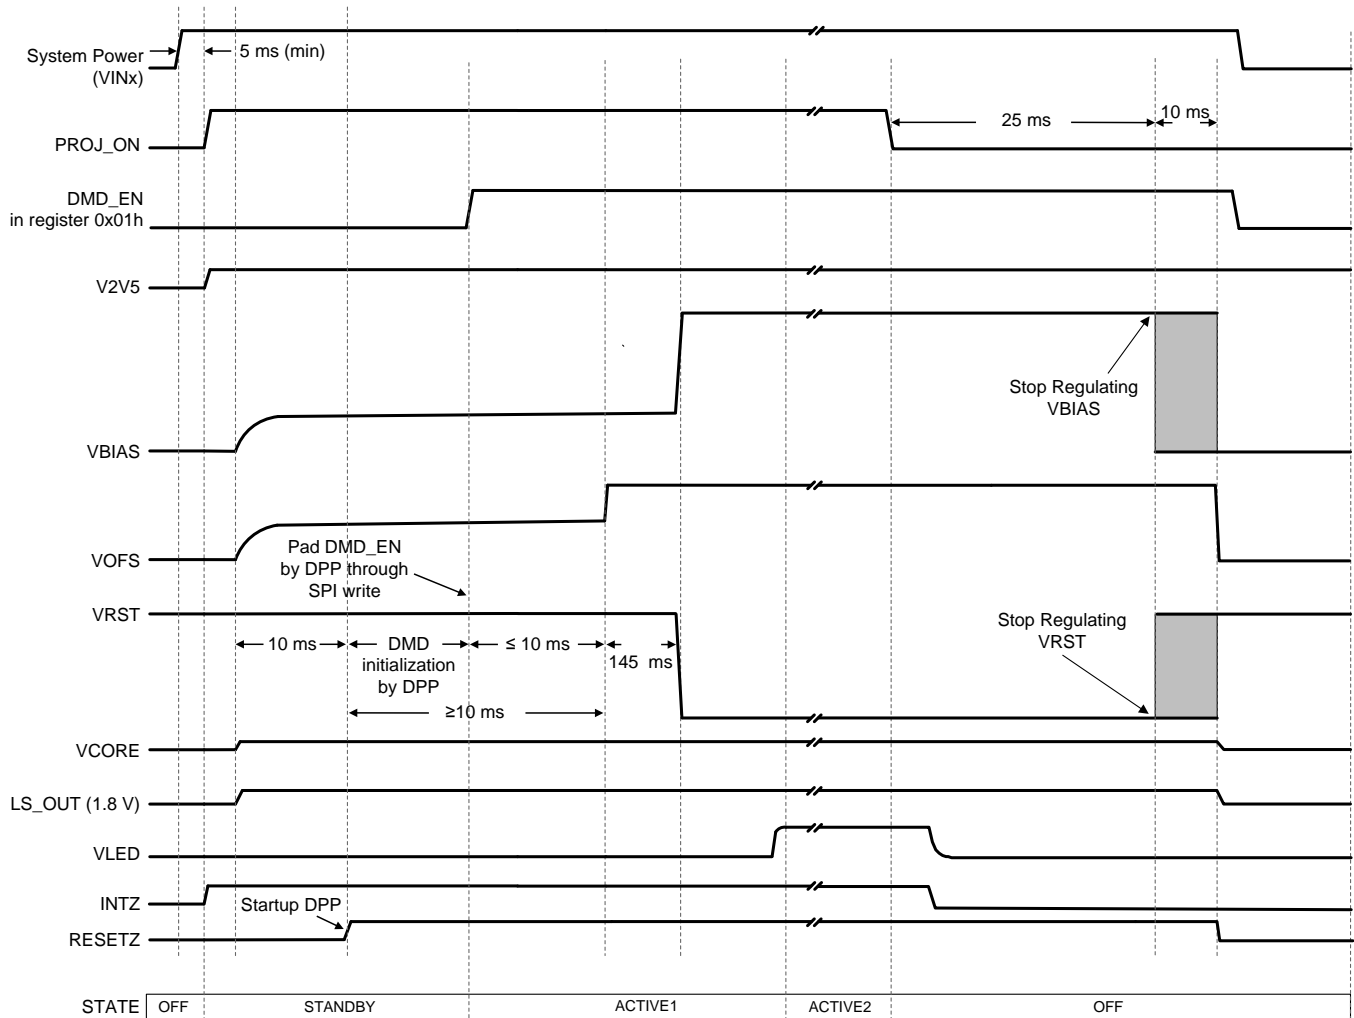 System Power
(VINx)
5 ms (min)
PROJ_ON
25 ms
10 ms
DMD_EN
in register 0x01h
V2V5
Stop Regulating
VBIAS
VBIAS
VOFS
Pad DMD_EN
by DPP through
SPI write
VRST
Stop Regulating
VRST
10 ms
DMD
initialization
by DPP
≤ 10 ms
145 ms
≥10 ms
VCORE
LS_OUT (1.8 V)
VLED
INTZ
Startup DPP
RESETZ
STATE
OFF
STANDBY
ACTIVE1
ACTIVE2
OFF